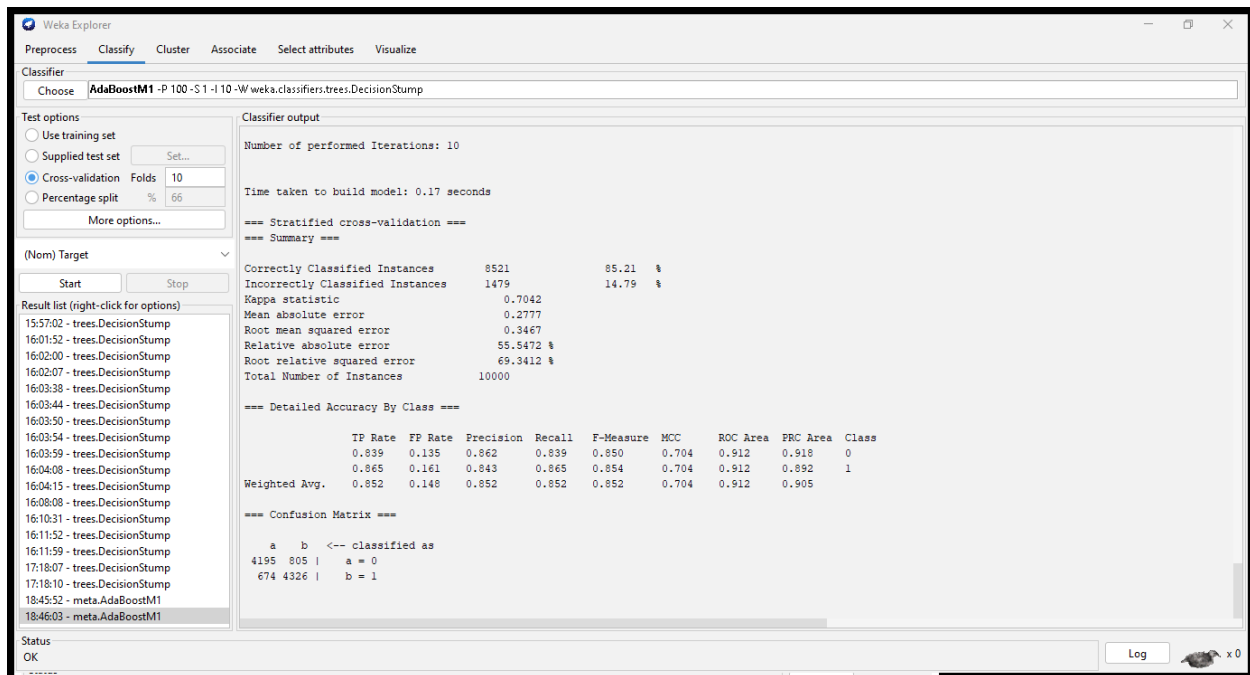 Weka Explorer
Preprocess Classify Cluster Associate Select attributes Visualize
Classifier
Choose AdaBoostM1 -P 100 -S 1 -I 10 -W weka.classifiers.trees.DecisionStump
Test options
Use training set
Supplied test set Set...
Cross-validation Folds 10
Percentage split % 66
More options...
(Nom) Target
Start Stop
Result list (right-click for options)
15:57:02 - trees.DecisionStump
16:01:52 - trees.DecisionStump
16:02:00 - trees.DecisionStump
16:02:07 - trees.DecisionStump
16:03:38 - trees.DecisionStump
16:03:44 - trees.DecisionStump
16:03:50 - trees.DecisionStump
16:03:54 - trees.DecisionStump
16:03:59 - trees.DecisionStump
16:04:08 - trees.DecisionStump
16:04:15 - trees.DecisionStump
16:08:08 - trees.DecisionStump
16:10:31 - trees.DecisionStump
16:11:52 - trees.DecisionStump
16:11:59 - trees.DecisionStump
17:18:07 - trees.DecisionStump
17:18:10 - trees.DecisionStump
18:45:52 - meta.AdaBoostM1
18:46:03 - meta.AdaBoostM1
Classifier output
Number of performed Iterations: 10
Time taken to build model: 0.17 seconds
=== Stratified cross-validation ===
=== Summary ===
Correctly Classified Instances 8521 85.21 %
Incorrectly Classified Instances 1479 14.79 %
Kappa statistic 0.7042
Mean absolute error 0.2777
Root mean squared error 0.3467
Relative absolute error 55.5472 %
Root relative squared error 69.3412 %
Total Number of Instances 10000
=== Detailed Accuracy By Class ===
TP Rate FP Rate Precision Recall F-Measure MCC ROC Area PRC Area Class
0.839 0.135 0.862 0.839 0.850 0.704 0.912 0.918 0
0.865 0.161 0.843 0.865 0.854 0.704 0.912 0.892 1
Weighted Avg. 0.852 0.148 0.852 0.852 0.852 0.704 0.912 0.905
=== Confusion Matrix ===
a b <-- classified as
4195 805 | a = 0
674 4326 | b = 1
Status
OK
Log x 0